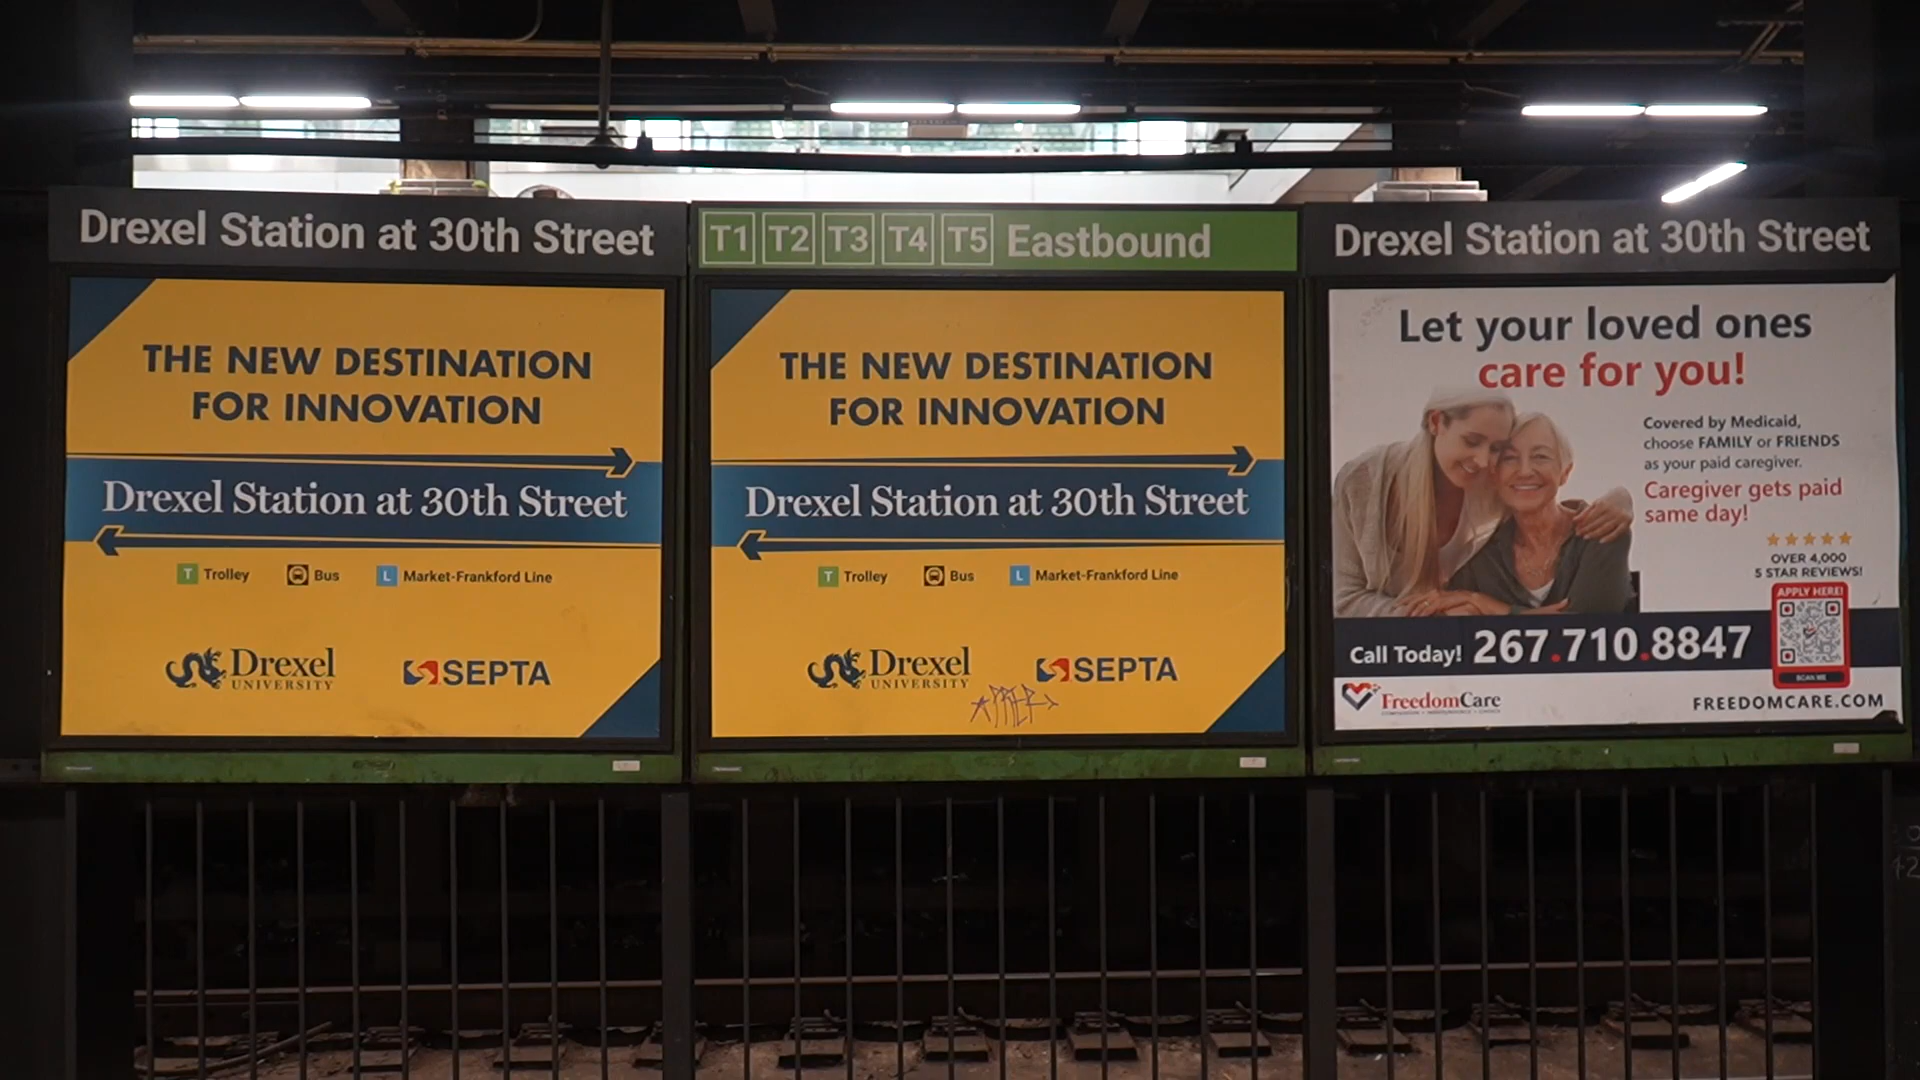 Drexel Station at 30th Street
THE NEW DESTINATION
FOR INNOVATION
Drexel Station at 30th Street
T Trolley Bus L Market-Frankford Line
Drexel
UNIVERSITY
SEPTA
T1 T2 T3 T4 T5 Eastbound
THE NEW DESTINATION
FOR INNOVATION
Drexel Station at 30th Street
T Trolley Bus L Market-Frankford Line
Drexel
UNIVERSITY
SEPTA
Drexel Station at 30th Street
Let your loved ones
care for you!
Covered by Medicaid,
choose FAMILY or FRIENDS
as your paid caregiver.
Caregiver gets paid
same day!
OVER 4,000
5 STAR REVIEWS!
APPLY HERE!
SCAN ME
Call Today! 267.710.8847
FreedomCare
FREEDOMCARE.COM